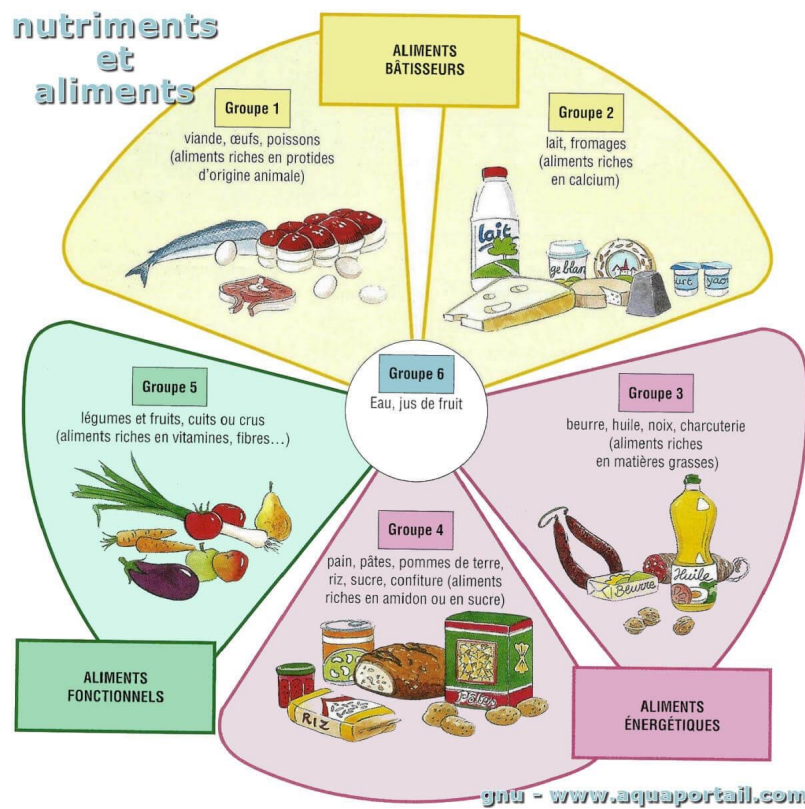 nutriments
et
aliments
ALIMENTS
BÂTISSEURS
Groupe 1
viande, œufs, poissons
(aliments riches en protides
d'origine animale)
Groupe 2
lait, fromages
(aliments riches
en calcium)
lait
ge blan
urt
yao
Groupe 6
Eau, jus de fruit
Groupe 5
légumes et fruits, cuits ou crus
(aliments riches en vitamines, fibres...)
Groupe 3
beurre, huile, noix, charcuterie
(aliments riches
en matières grasses)
Huile
Beurre
Groupe 4
pain, pâtes, pommes de terre,
riz, sucre, confiture (aliments
riches en amidon ou en sucre)
RIZ
ALIMENTS
FONCTIONNELS
ALIMENTS
ÉNERGÉTIQUES
gnu - www.aquaportail.com